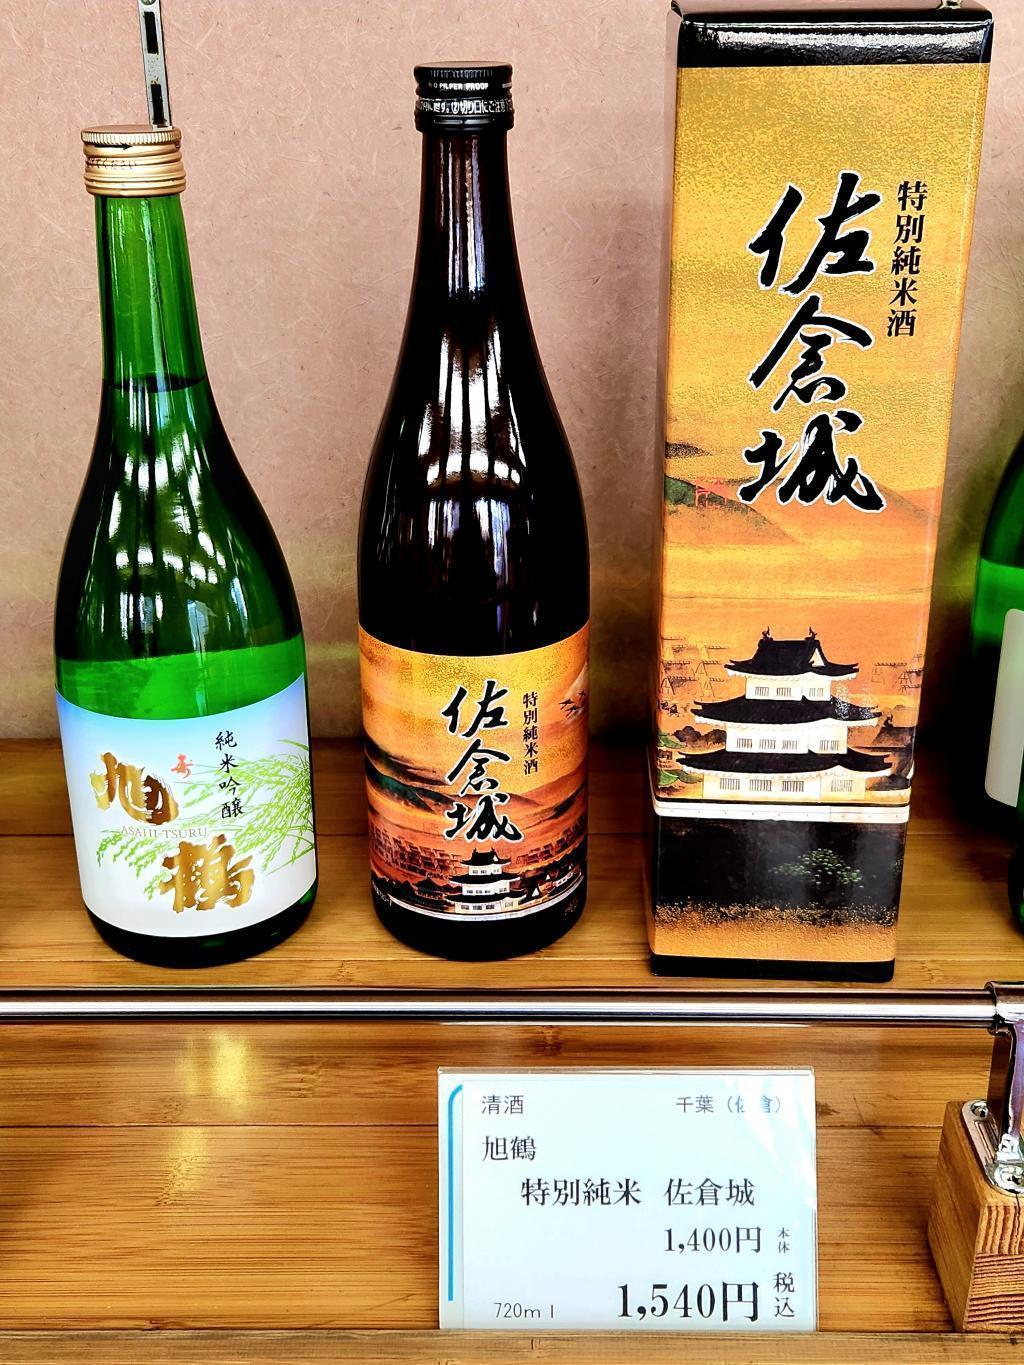 純米吟醸
寿
旭鶴
ASAHI-TSURU
特別純米酒
佐倉城
特別純米酒
佐倉城
清酒
千葉（佐倉）
旭鶴
特別純米 佐倉城
1,400円 本体
1,540円 税込
720ml